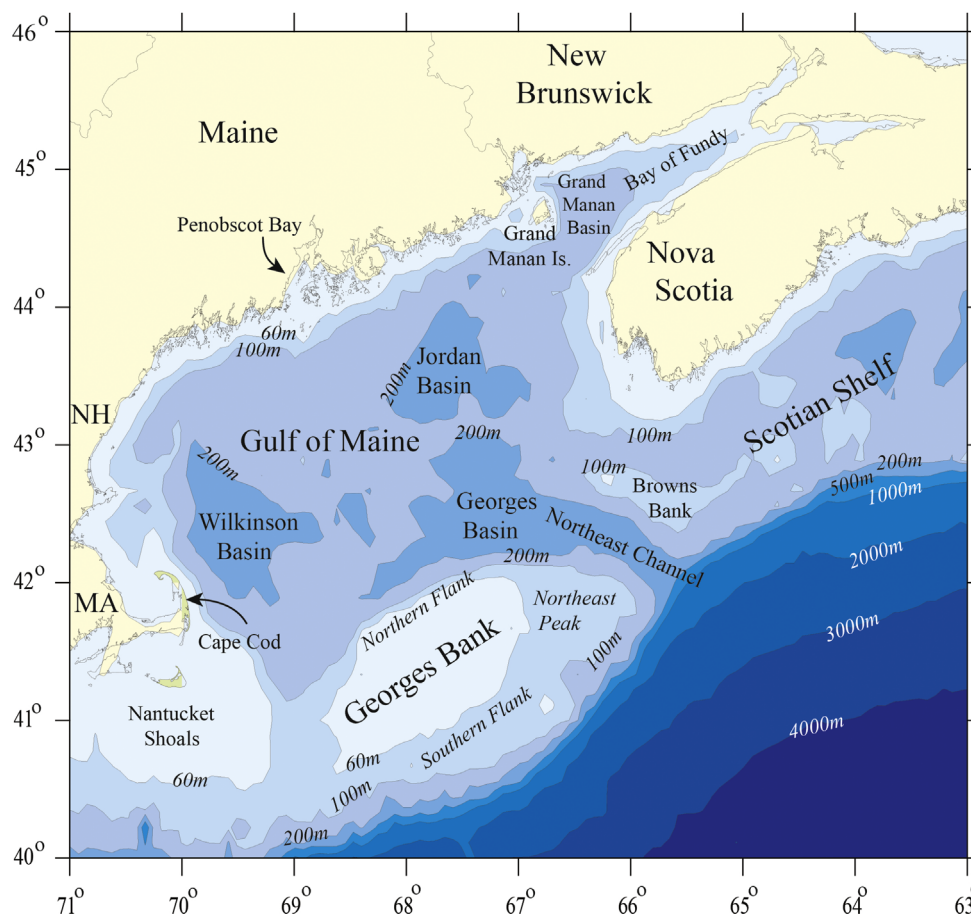 46°
New
Brunswick
Maine
45°
Bay of Fundy
Grand
Manan
Basin
Penobscot Bay
Grand
Manan Is.
Nova
Scotia
44°
60m
100m
Jordan
Basin
200m
Scotian Shelf
NH
43°
Gulf of Maine
200m
100m
200m
100m
200m
500m
1000m
Browns
Bank
Wilkinson
Basin
Georges
Basin
Northeast Channel
2000m
200m
42°
MA
Northern Flank
Northeast
Peak
Cape Cod
100m
3000m
Georges Bank
Nantucket
Shoals
41°
Southern Flank
4000m
60m
60m
100m
200m
40°
71°
70°
69°
68°
67°
66°
65°
64°